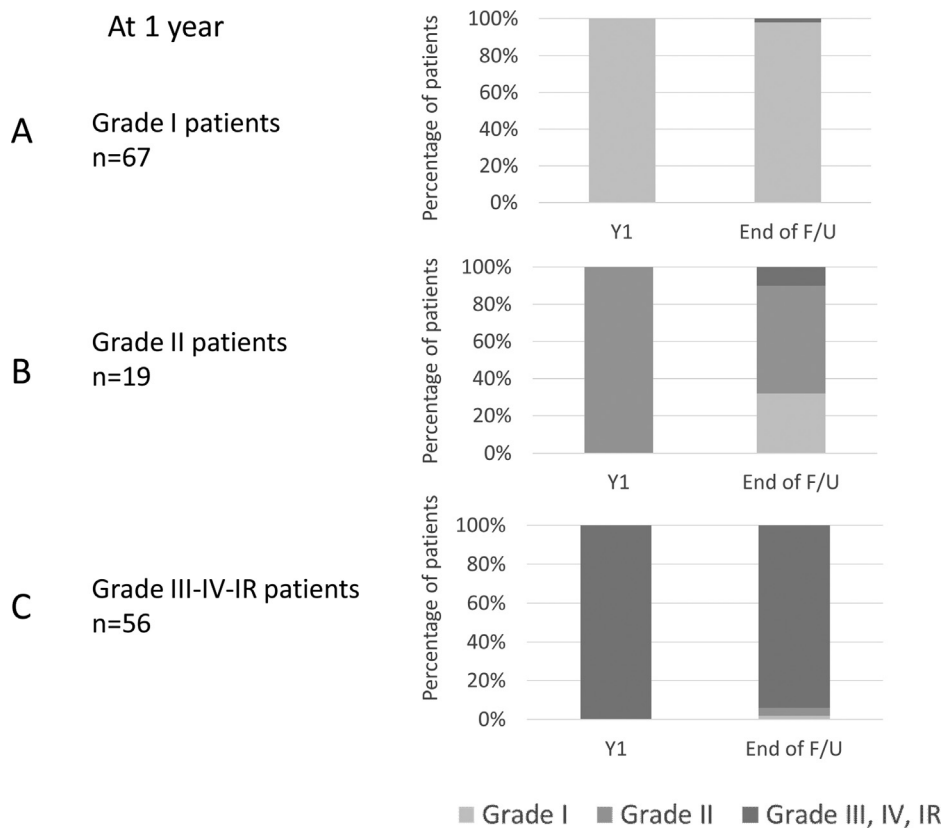 At 1 year
A
Grade I patients
n=67
Percentage of patients
100%
80%
60%
40%
20%
0%
Y1
End of F/U
B
Grade II patients
n=19
Percentage of patients
100%
80%
60%
40%
20%
0%
Y1
End of F/U
C
Grade III-IV-IR patients
n=56
Percentage of patients
100%
80%
60%
40%
20%
0%
Y1
End of F/U
Grade I
Grade II
Grade III, IV, IR